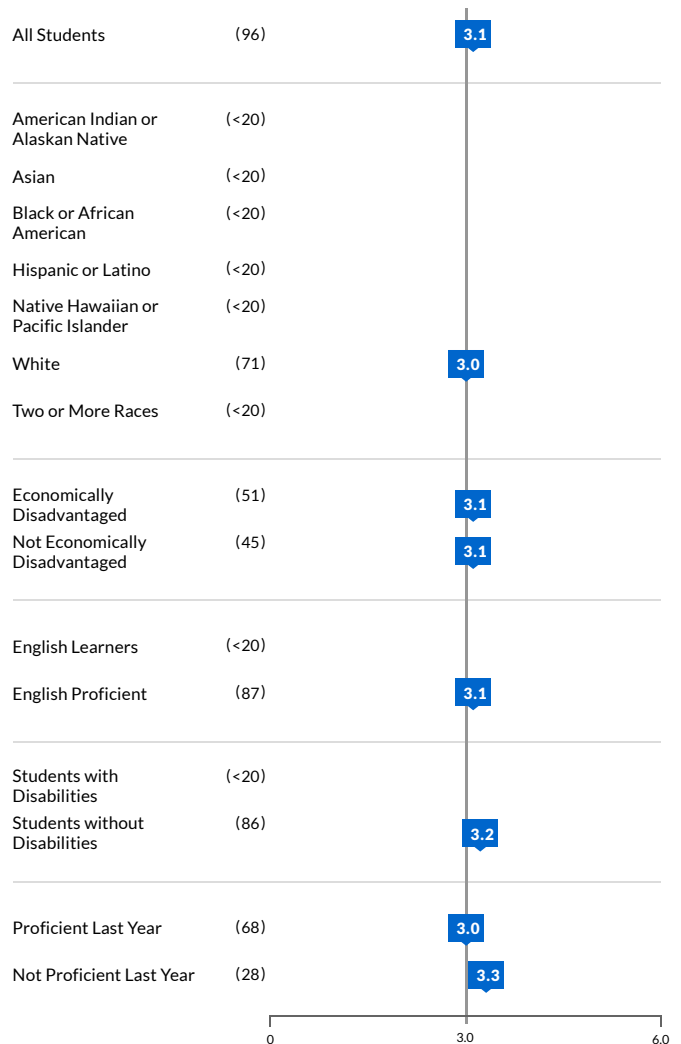 All Students (96) 3.1
American Indian or (<20)
Alaskan Native
Asian (<20)
Black or African (<20)
American
Hispanic or Latino (<20)
Native Hawaiian or (<20)
Pacific Islander
White (71) 3.0
Two or More Races (<20)
Economically (51) 3.1
Disadvantaged
Not Economically (45) 3.1
Disadvantaged
English Learners (<20)
English Proficient (87) 3.1
Students with (<20)
Disabilities
Students without (86) 3.2
Disabilities
Proficient Last Year (68) 3.0
Not Proficient Last Year (28) 3.3
0 3.0 6.0